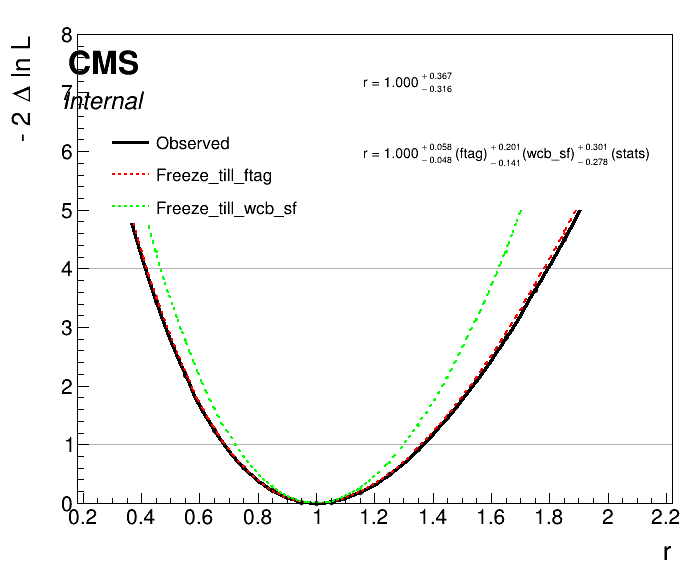 - 2 Δ ln L
8
CMS
7
Internal
6
5
4
3
2
1
0
r = 1.000 + 0.367 − 0.316
r = 1.000 + 0.058 − 0.048 (ftag) + 0.201 − 0.141 (wcb_sf) + 0.301 − 0.278 (stats)
Observed
Freeze_till_ftag
Freeze_till_wcb_sf
0.2 0.4 0.6 0.8 1 1.2 1.4 1.6 1.8 2 2.2
r